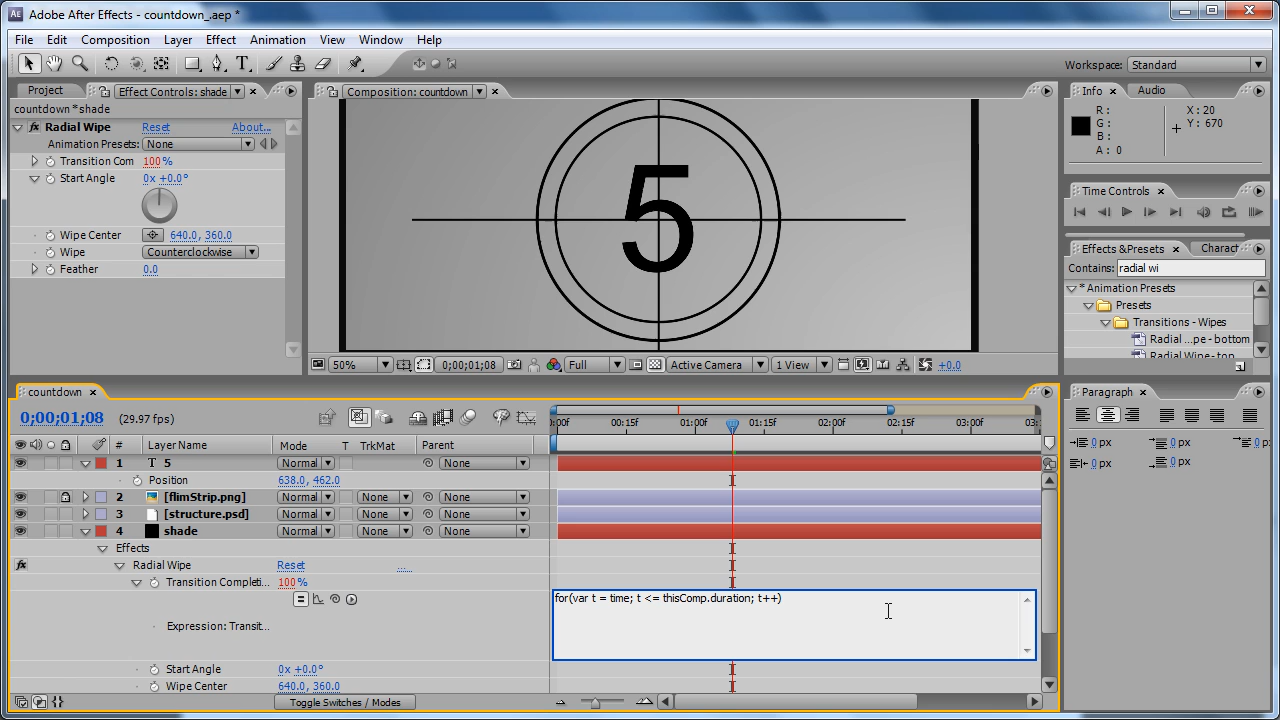 Adobe After Effects - countdown_.aep *
File Edit Composition Layer Effect Animation View Window Help
Workspace: Standard
Project Effect Controls: shade
countdown * shade
Radial Wipe Reset About...
Animation Presets: None
Transition Com 100 %
Start Angle 0x +0.0°
Wipe Center 640.0, 360.0
Wipe Counterclockwise
Feather 0.0
Composition: countdown
5
50% 0;00;01;08 Full Active Camera 1 View +0.0
Info Audio
R : X : 20
G : Y : 670
B :
A : 0
Time Controls
Effects & Presets Charact
Contains: radial wi
* Animation Presets
Presets
Transitions - Wipes
Radial ...pe - bottom
Radial Wipe - top
countdown
0;00;01;08 (29.97 fps)
# Layer Name Mode T TrkMat Parent
1 T 5 Normal None
Position 638.0, 462.0
2 [flimStrip.png] Normal None None
3 [structure.psd] Normal None None
4 shade Normal None None
Effects
fx Radial Wipe Reset ....
Transition Completi... 100 %
Expression: Transit...
Start Angle 0x +0.0°
Wipe Center 640.0, 360.0
Toggle Switches / Modes
00:15f 01:00f 01:15f 02:00f 02:15f 03:00f
for(var t = time; t <= thisComp.duration; t++)
Paragraph
0 px 0 px 0 px
0 px 0 px